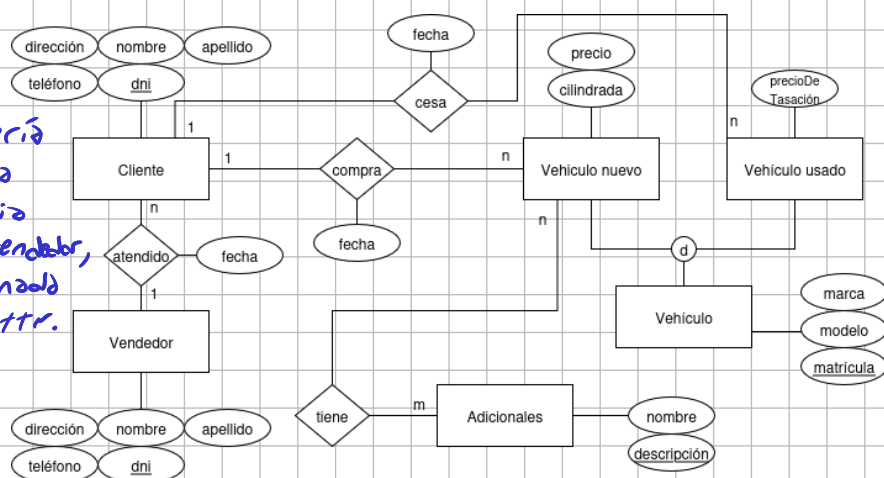 dirección nombre apellido
teléfono dni
fecha
cesa
precio
cilindrada
precioDe
Tasación
1
n
Cliente
1
compra
n
Vehiculo nuevo
Vehículo usado
fecha
n
atendido
fecha
1
n
d
Vendedor
Vehículo
marca
modelo
matrícula
tiene
m
Adicionales
nombre
descripción
dirección nombre apellido
teléfono dni